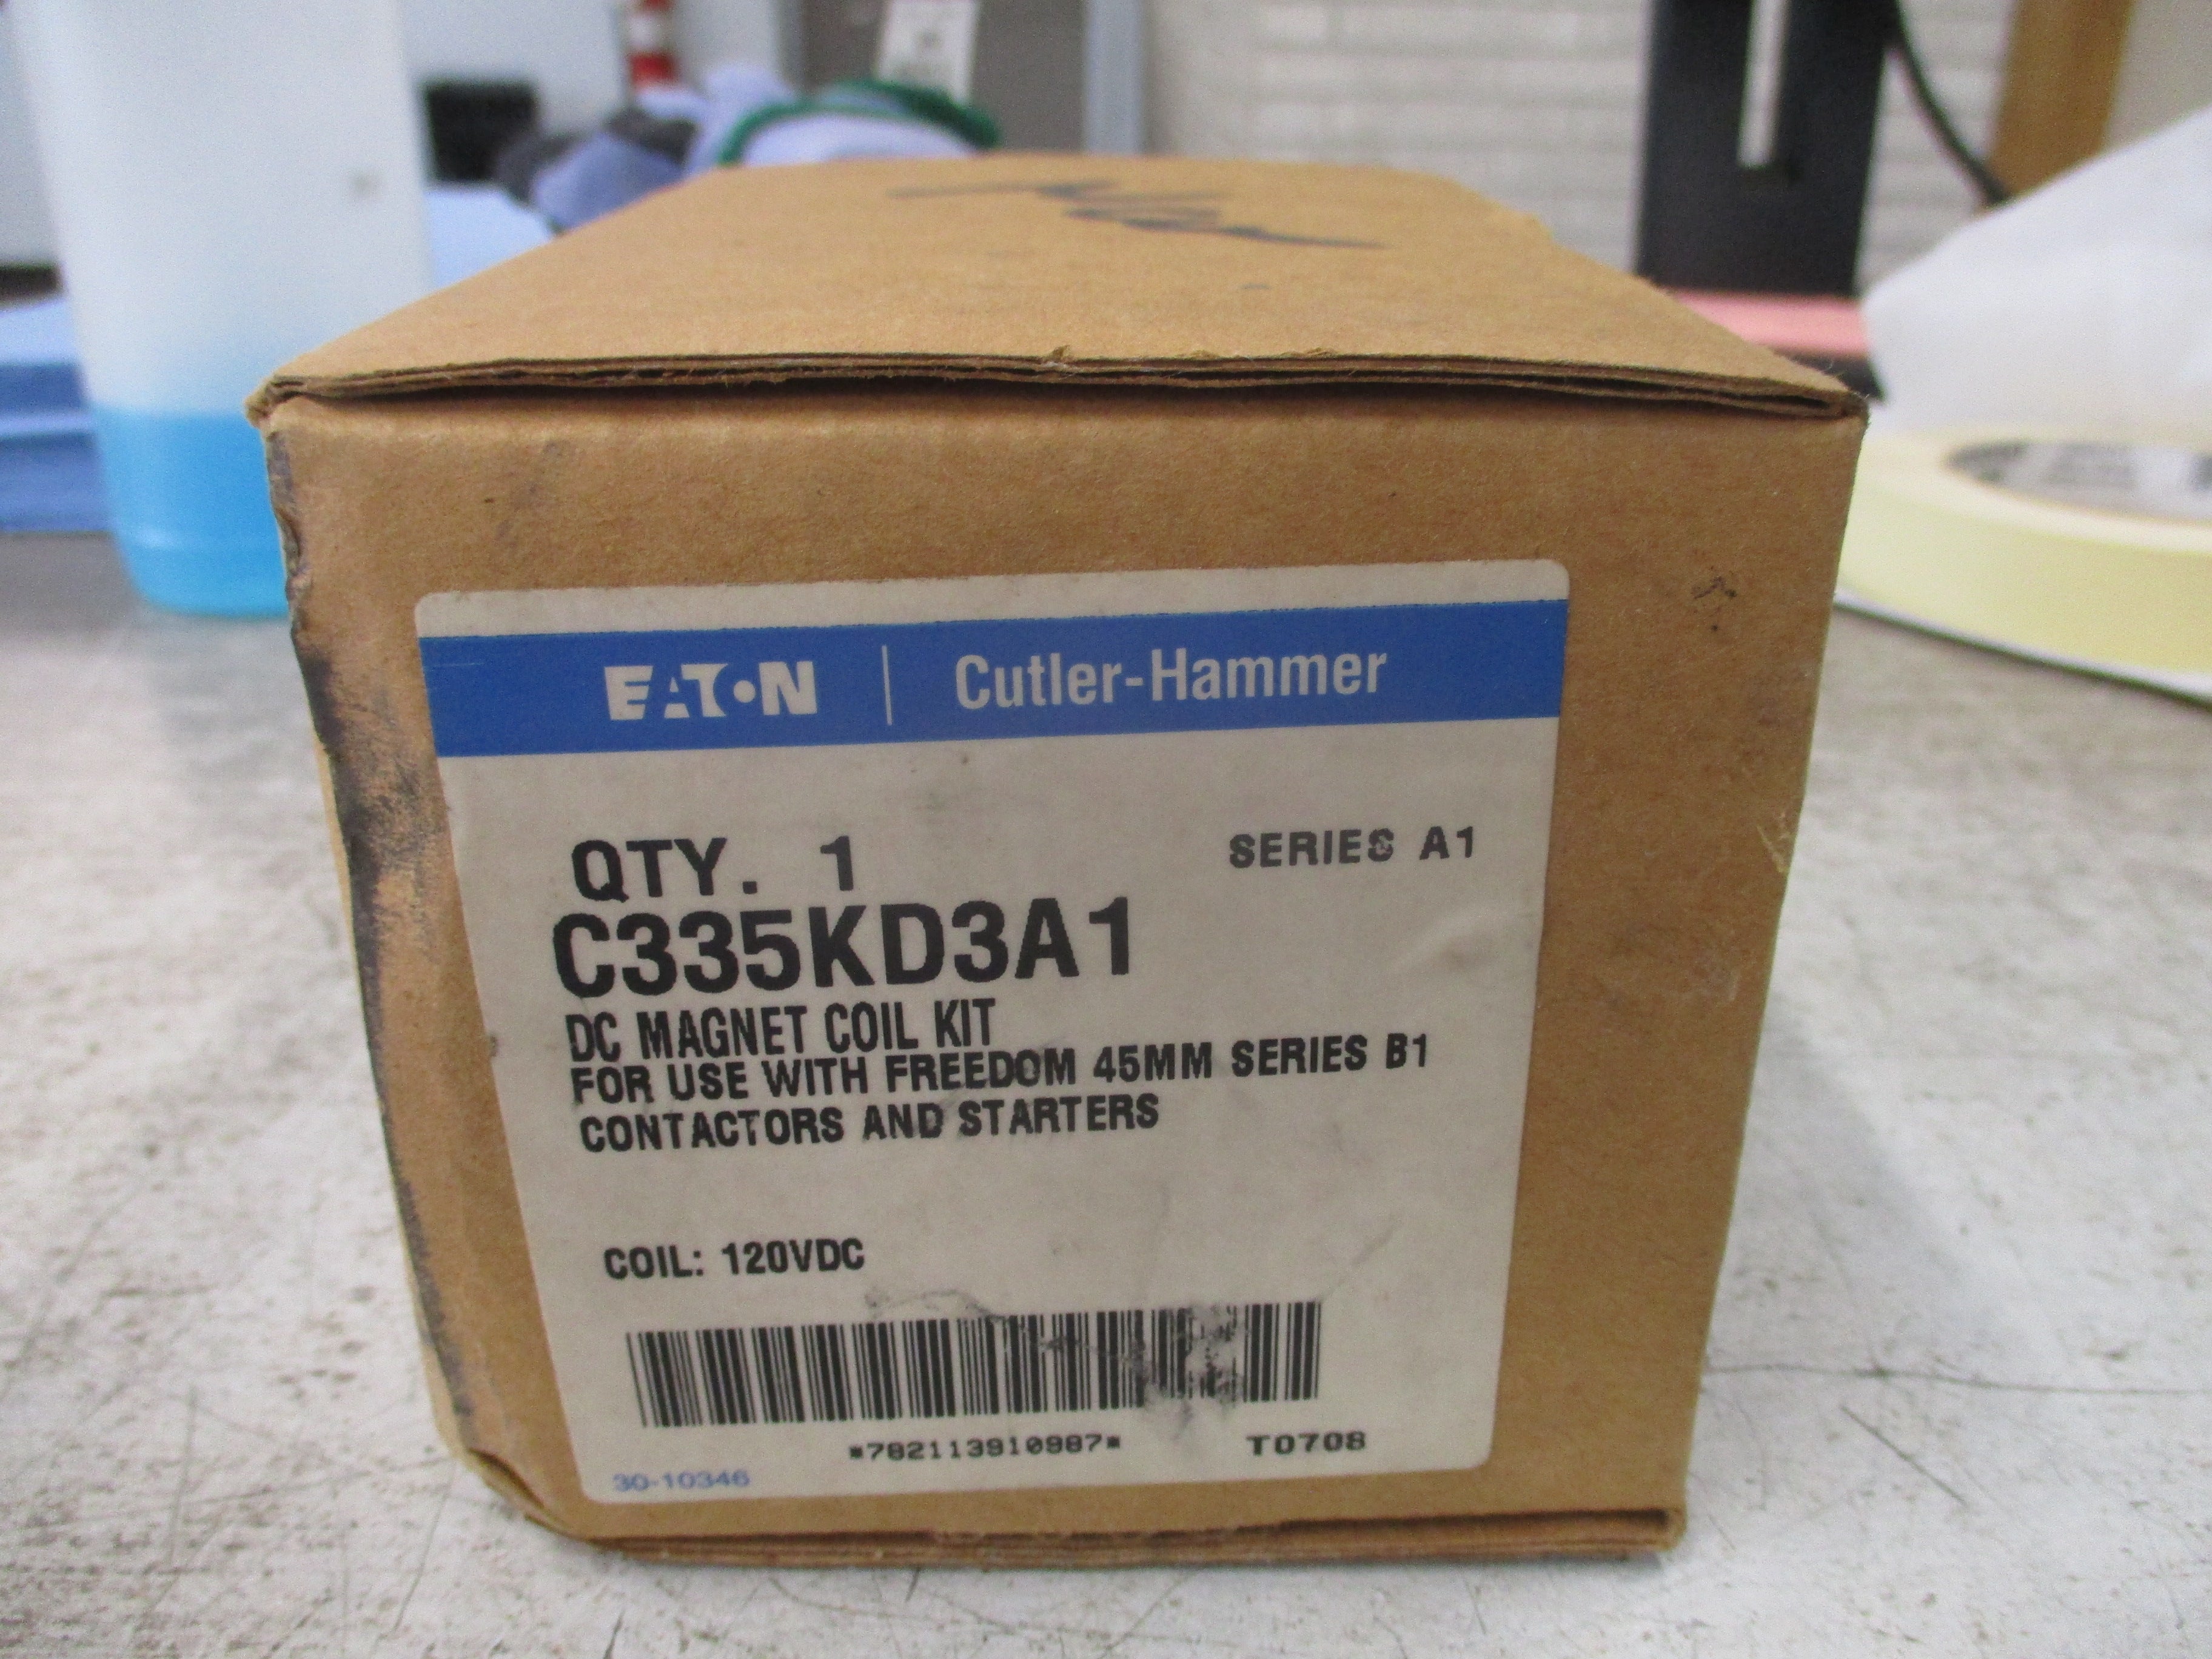 EATON | Cutler-Hammer
QTY. 1 SERIES A1
C335KD3A1
DC MAGNET COIL KIT
FOR USE WITH FREEDOM 45MM SERIES B1
CONTACTORS AND STARTERS
COIL: 120VDC
*782113910987*
T0708
30-10346